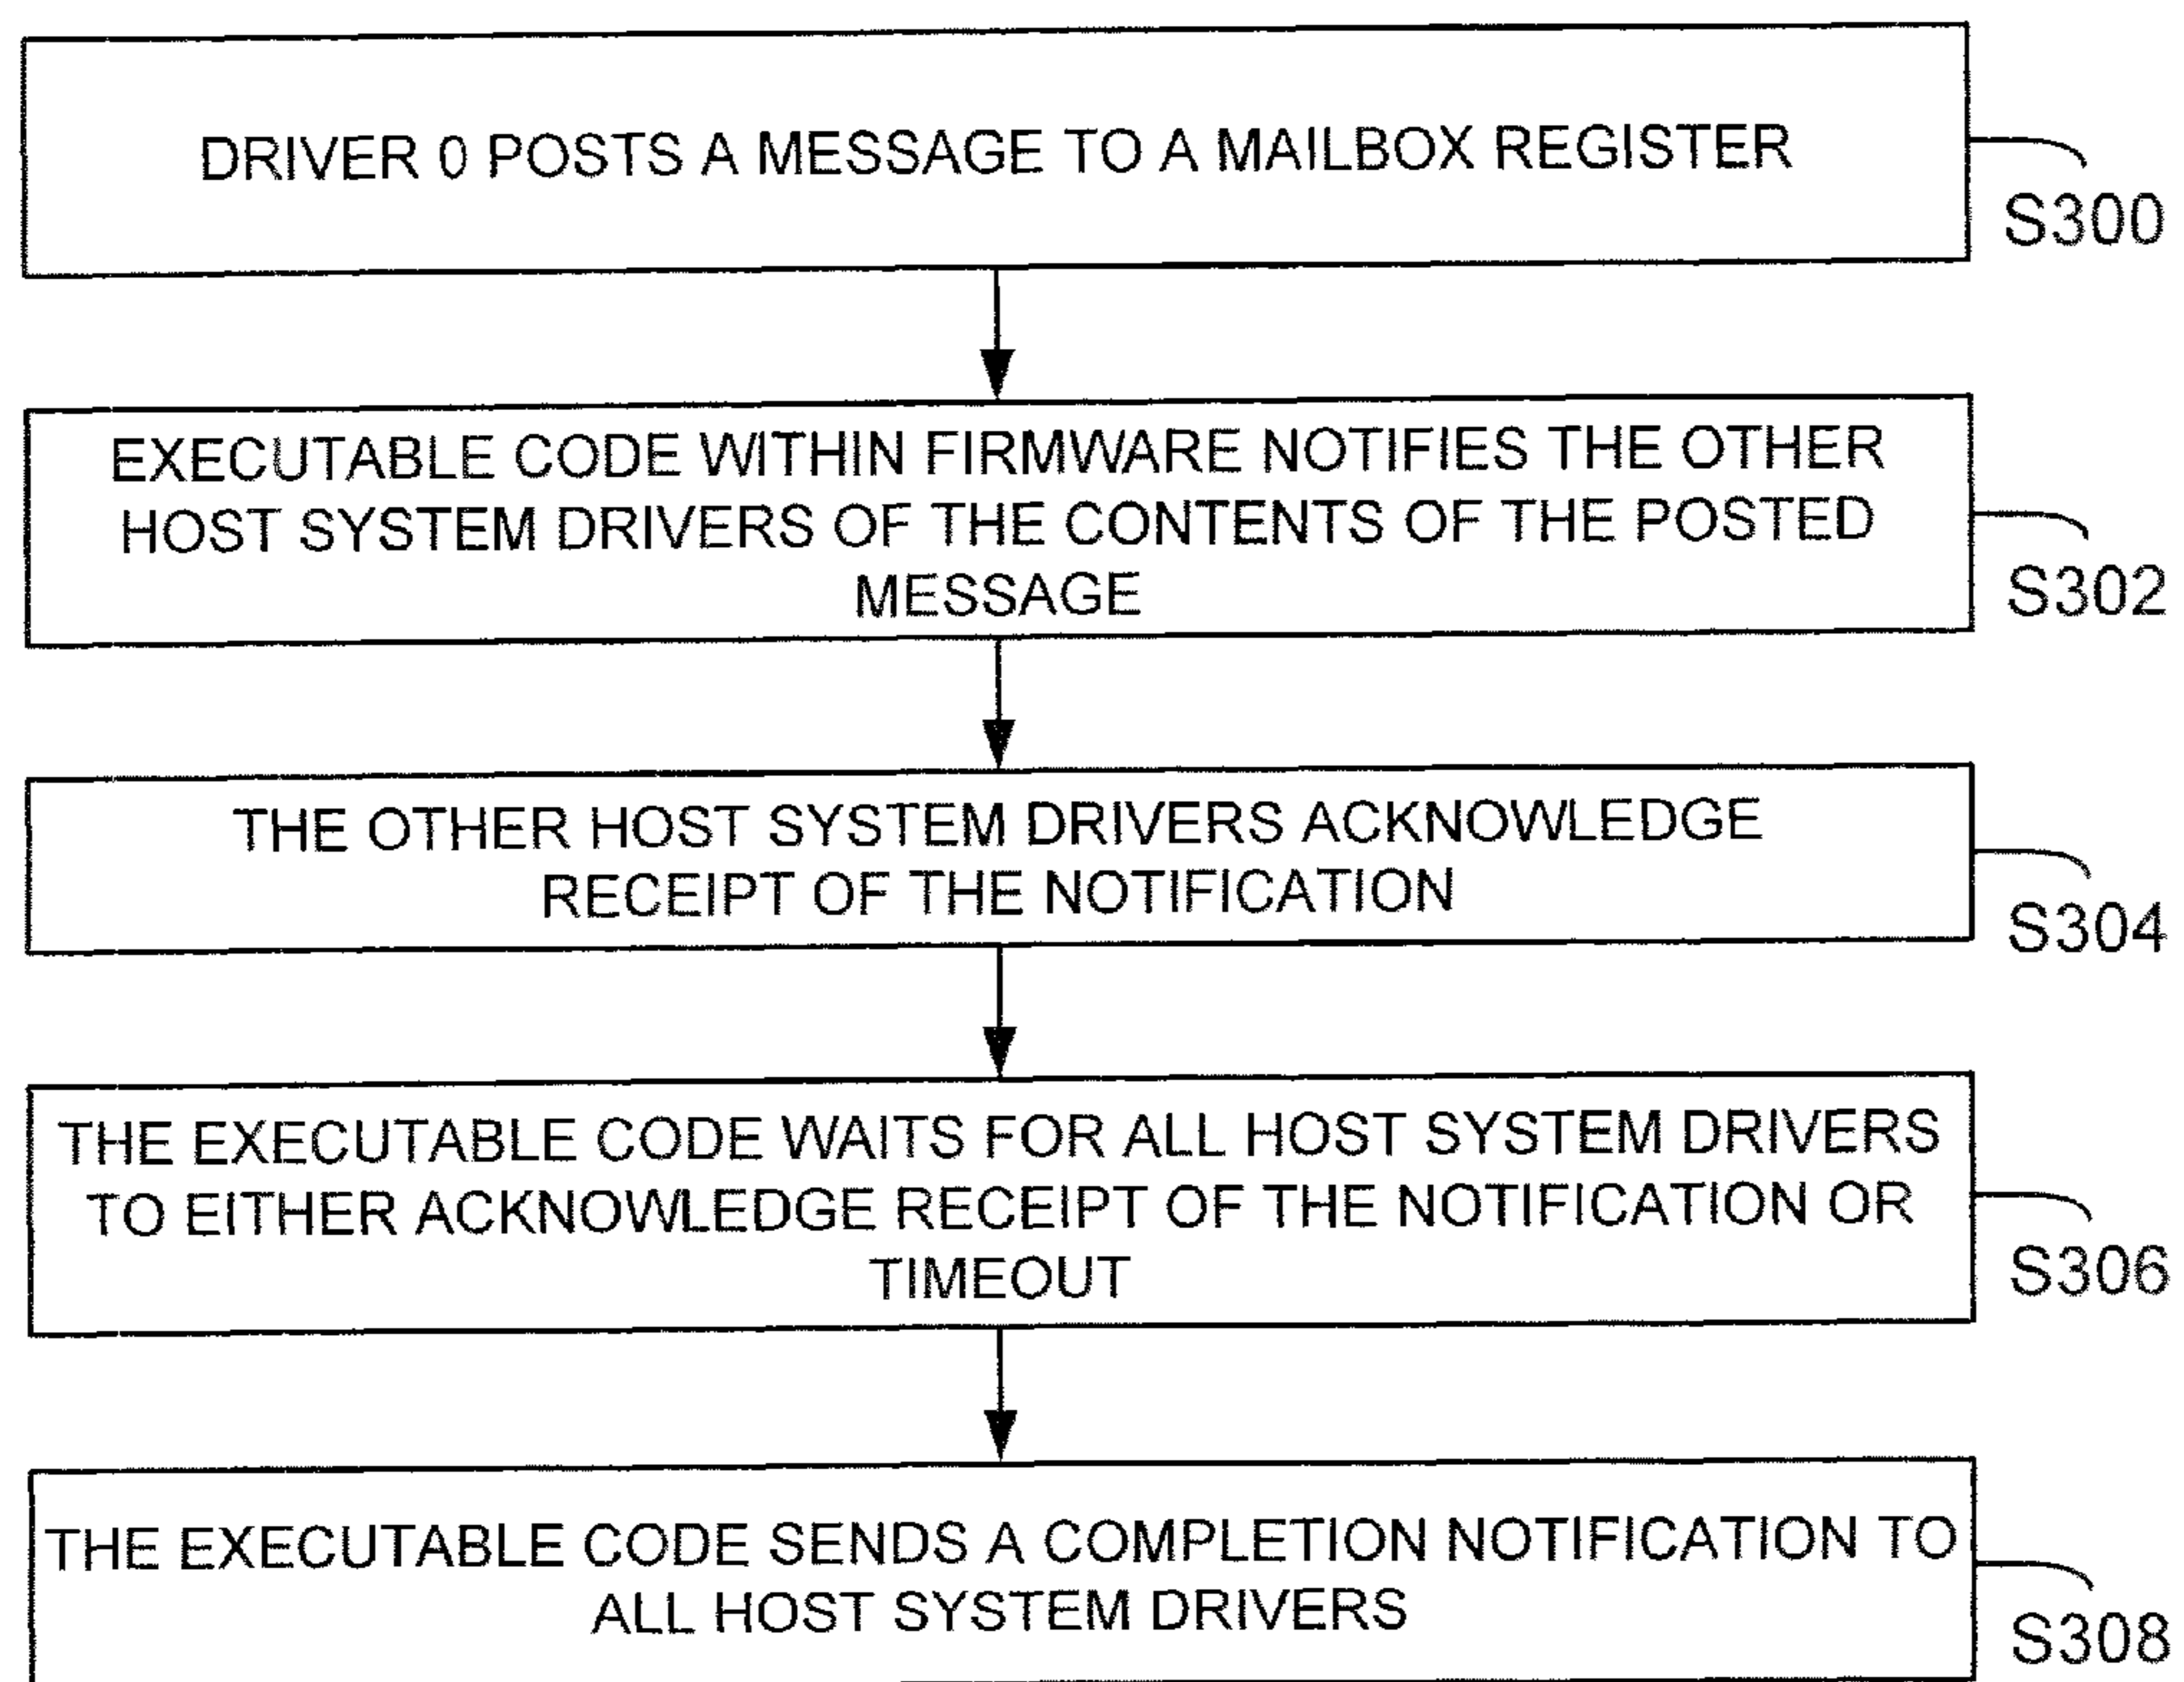 DRIVER 0 POSTS A MESSAGE TO A MAILBOX REGISTER
S300
EXECUTABLE CODE WITHIN FIRMWARE NOTIFIES THE OTHER
HOST SYSTEM DRIVERS OF THE CONTENTS OF THE POSTED
MESSAGE
S302
THE OTHER HOST SYSTEM DRIVERS ACKNOWLEDGE
RECEIPT OF THE NOTIFICATION
S304
THE EXECUTABLE CODE WAITS FOR ALL HOST SYSTEM DRIVERS
TO EITHER ACKNOWLEDGE RECEIPT OF THE NOTIFICATION OR
TIMEOUT
S306
THE EXECUTABLE CODE SENDS A COMPLETION NOTIFICATION TO
ALL HOST SYSTEM DRIVERS
S308